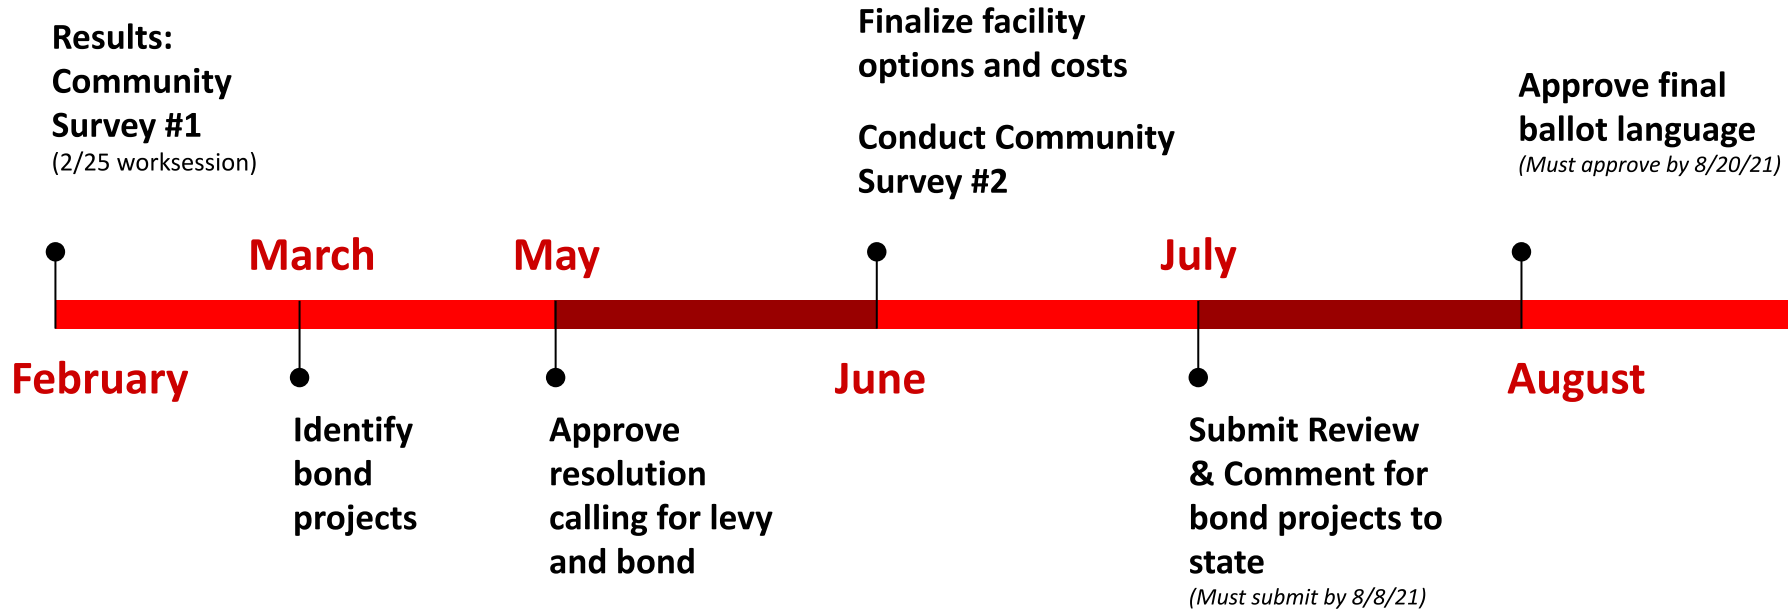 Results:
Community
Survey #1
(2/25 worksession)
Finalize facility
options and costs
Conduct Community
Survey #2
Approve final
ballot language
(Must approve by 8/20/21)
March
May
July
February
June
August
Identify
bond
projects
Approve
resolution
calling for levy
and bond
Submit Review
& Comment for
bond projects to
state
(Must submit by 8/8/21)